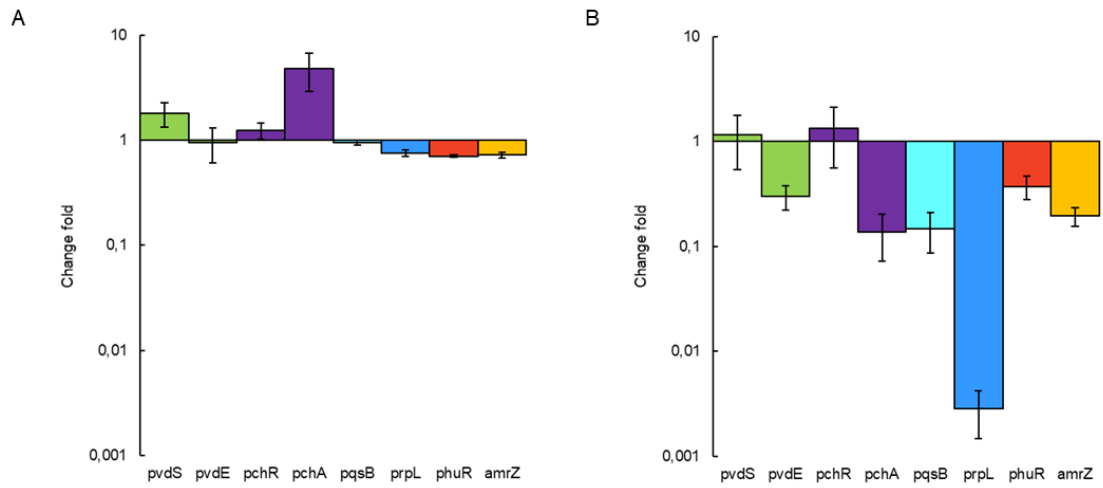 A
10
1
0,1
0,01
0,001
Change fold
pvdS pvdE pchR pchA pqsB prpL phuR amrZ
B
10
1
0,1
0,01
0,001
Change fold
pvdS pvdE pchR pchA pqsB prpL phuR amrZ